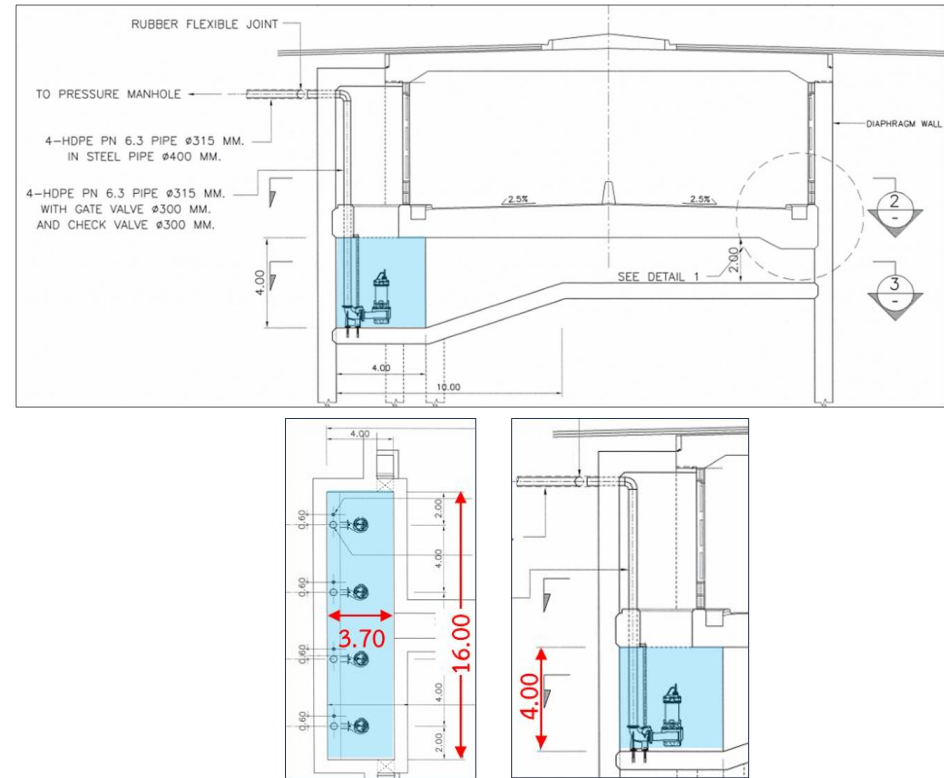 RUBBER FLEXIBLE JOINT
TO PRESSURE MANHOLE
4-HDPE PN 6.3 PIPE ø315 MM.
IN STEEL PIPE ø400 MM.
4-HDPE PN 6.3 PIPE ø315 MM.
WITH GATE VALVE ø300 MM.
AND CHECK VALVE ø300 MM.
DIAPHRAGM WALL
2.5%
2.5%
2
-
4.00
SEE DETAIL 1
2.00
3
-
4.00
10.00
4.00
0.60
2.00
4.00
0.60
3.70
16.00
0.60
4.00
0.60
2.00
4.00